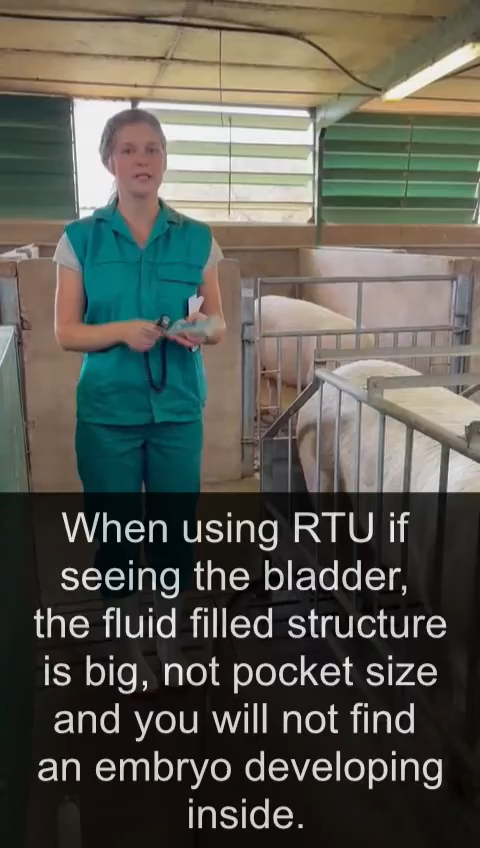 When using RTU if
seeing the bladder,
the fluid filled structure
is big, not pocket size
and you will not find
an embryo developing
inside.